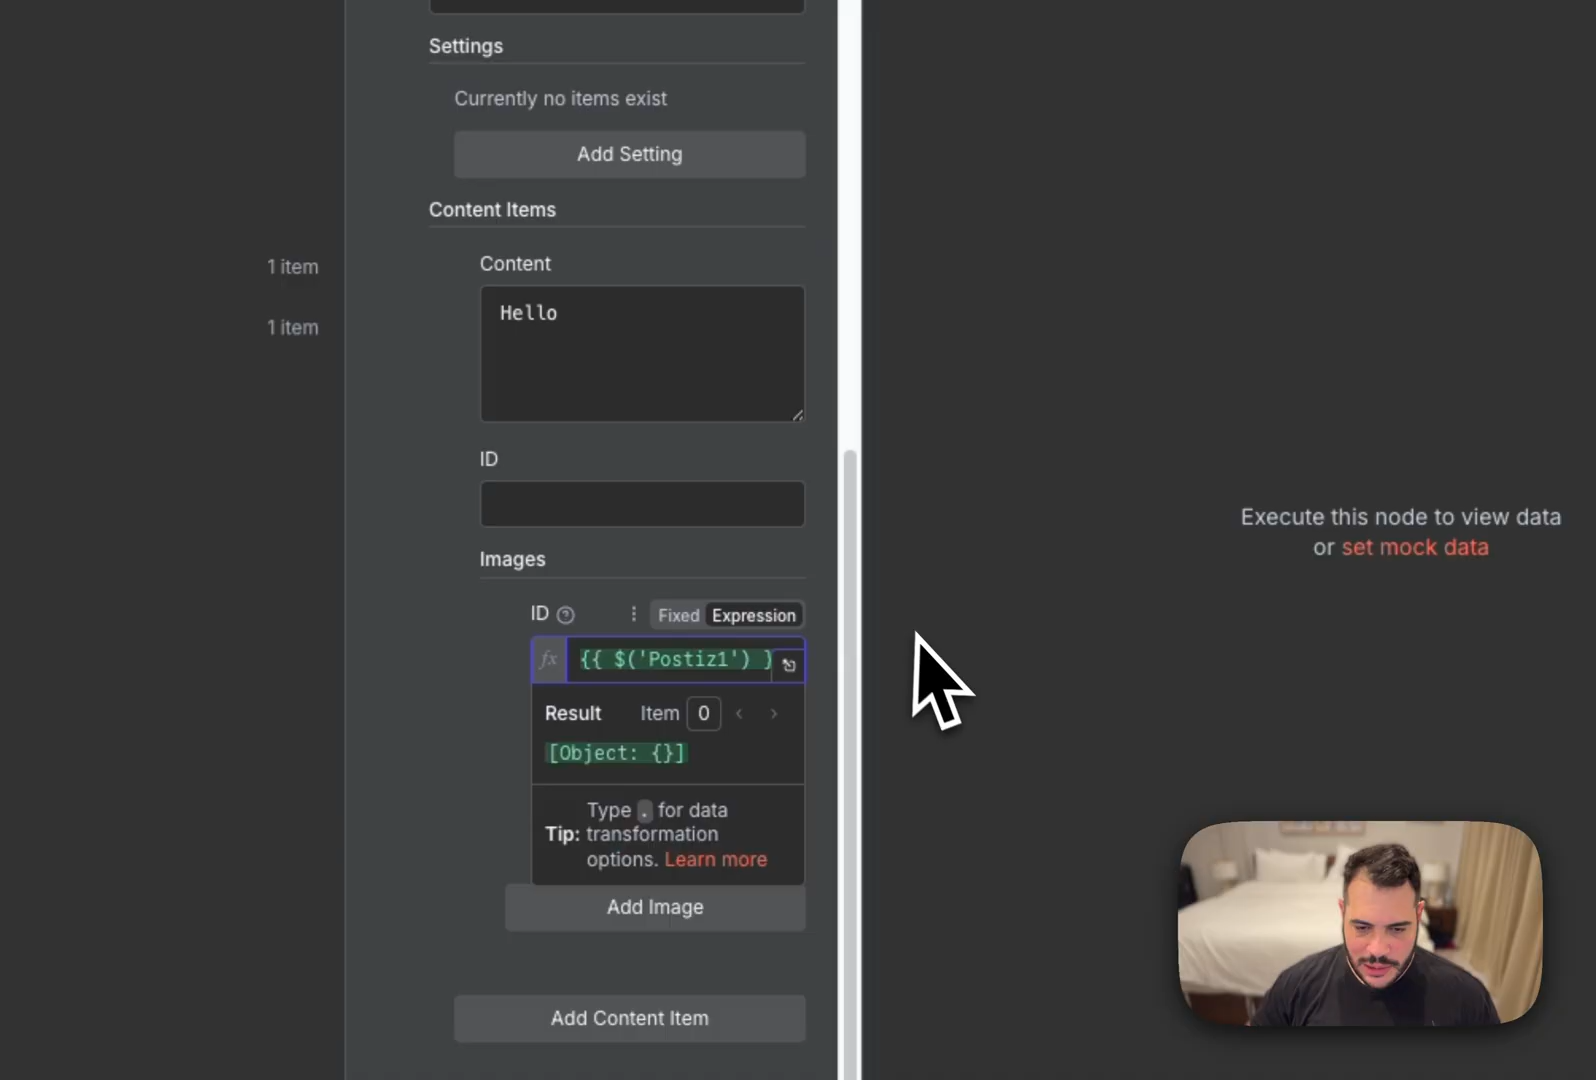 Settings
Currently no items exist
Add Setting
Content Items
1 item
Content
Hello
1 item
ID
Execute this node to view data
or set mock data
Images
ID
Fixed Expression
fx {{ $('Postiz1') }
Result Item 0
[Object: {}]
Type . for data
Tip: transformation
options. Learn more
Add Image
Add Content Item